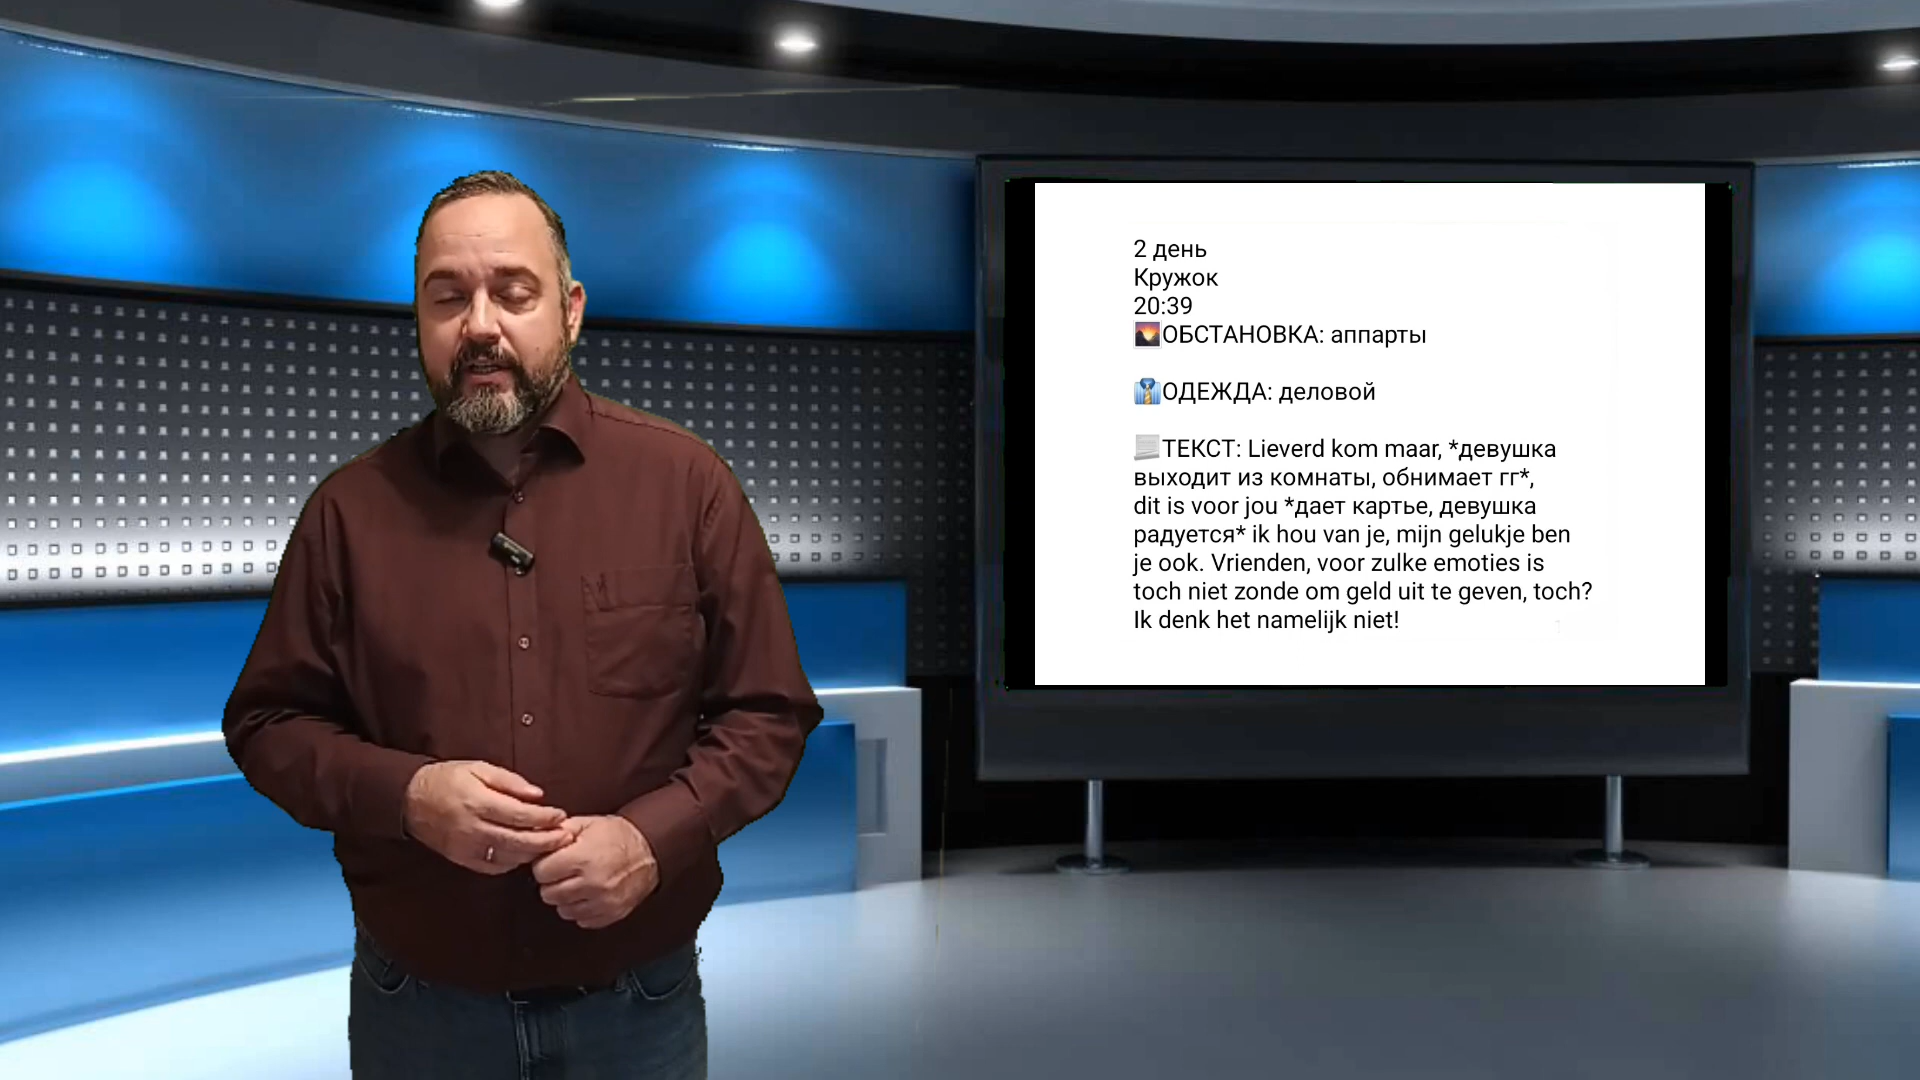 2 день
Кружок
20:39
🌄ОБСТАНОВКА: аппарты
👔ОДЕЖДА: деловой
📃ТЕКСТ: Lieverd kom maar, *девушка
выходит из комнаты, обнимает гг*,
dit is voor jou *дает картье, девушка
радуется* ik hou van je, mijn gelukje ben
je ook. Vrienden, voor zulke emoties is
toch niet zonde om geld uit te geven, toch?
Ik denk het namelijk niet!